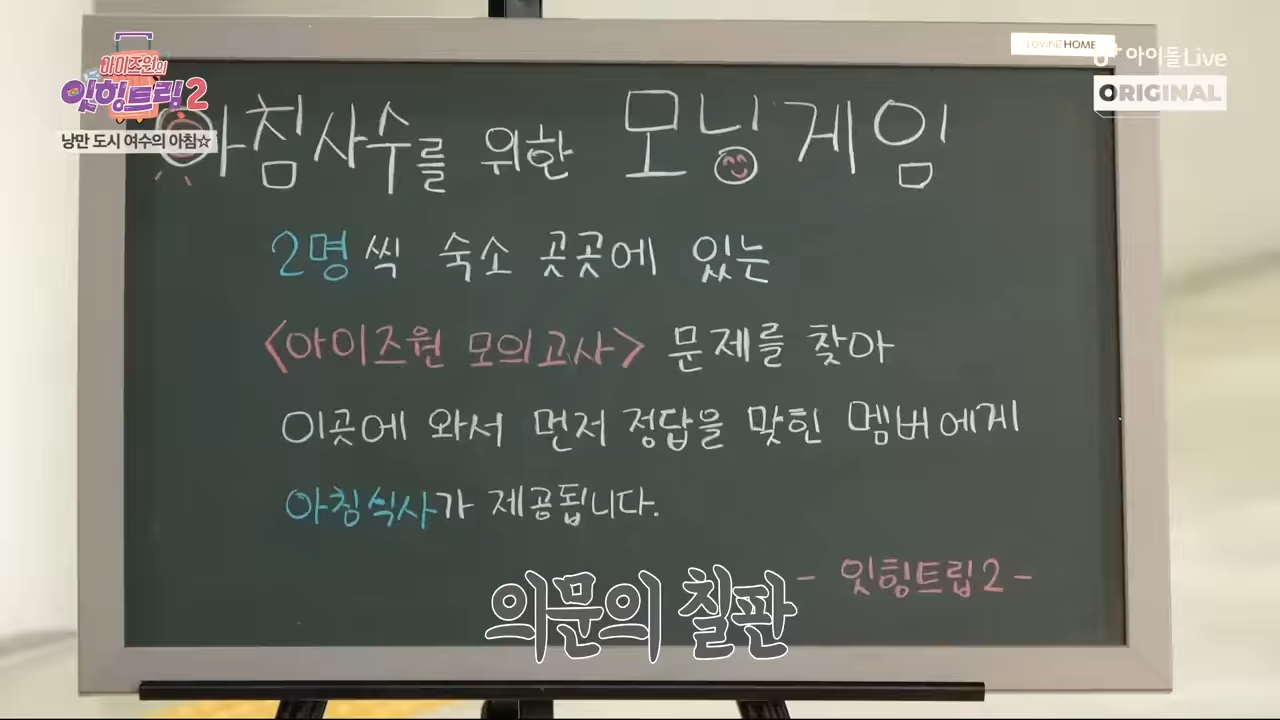 아이즈원의
잇힝트립2
낭만 도시 여수의 아침☆
LOVING HOME
U+아이돌Live
ORIGINAL
아침사수를 위한 모닝게임
2명씩 숙소 곳곳에 있는
<아이즈원 모의고사> 문제를 찾아
이곳에 와서 먼저 정답을 맞힌 멤버에게
아침식사가 제공됩니다.
- 잇힝트립2 -
의문의 칠판